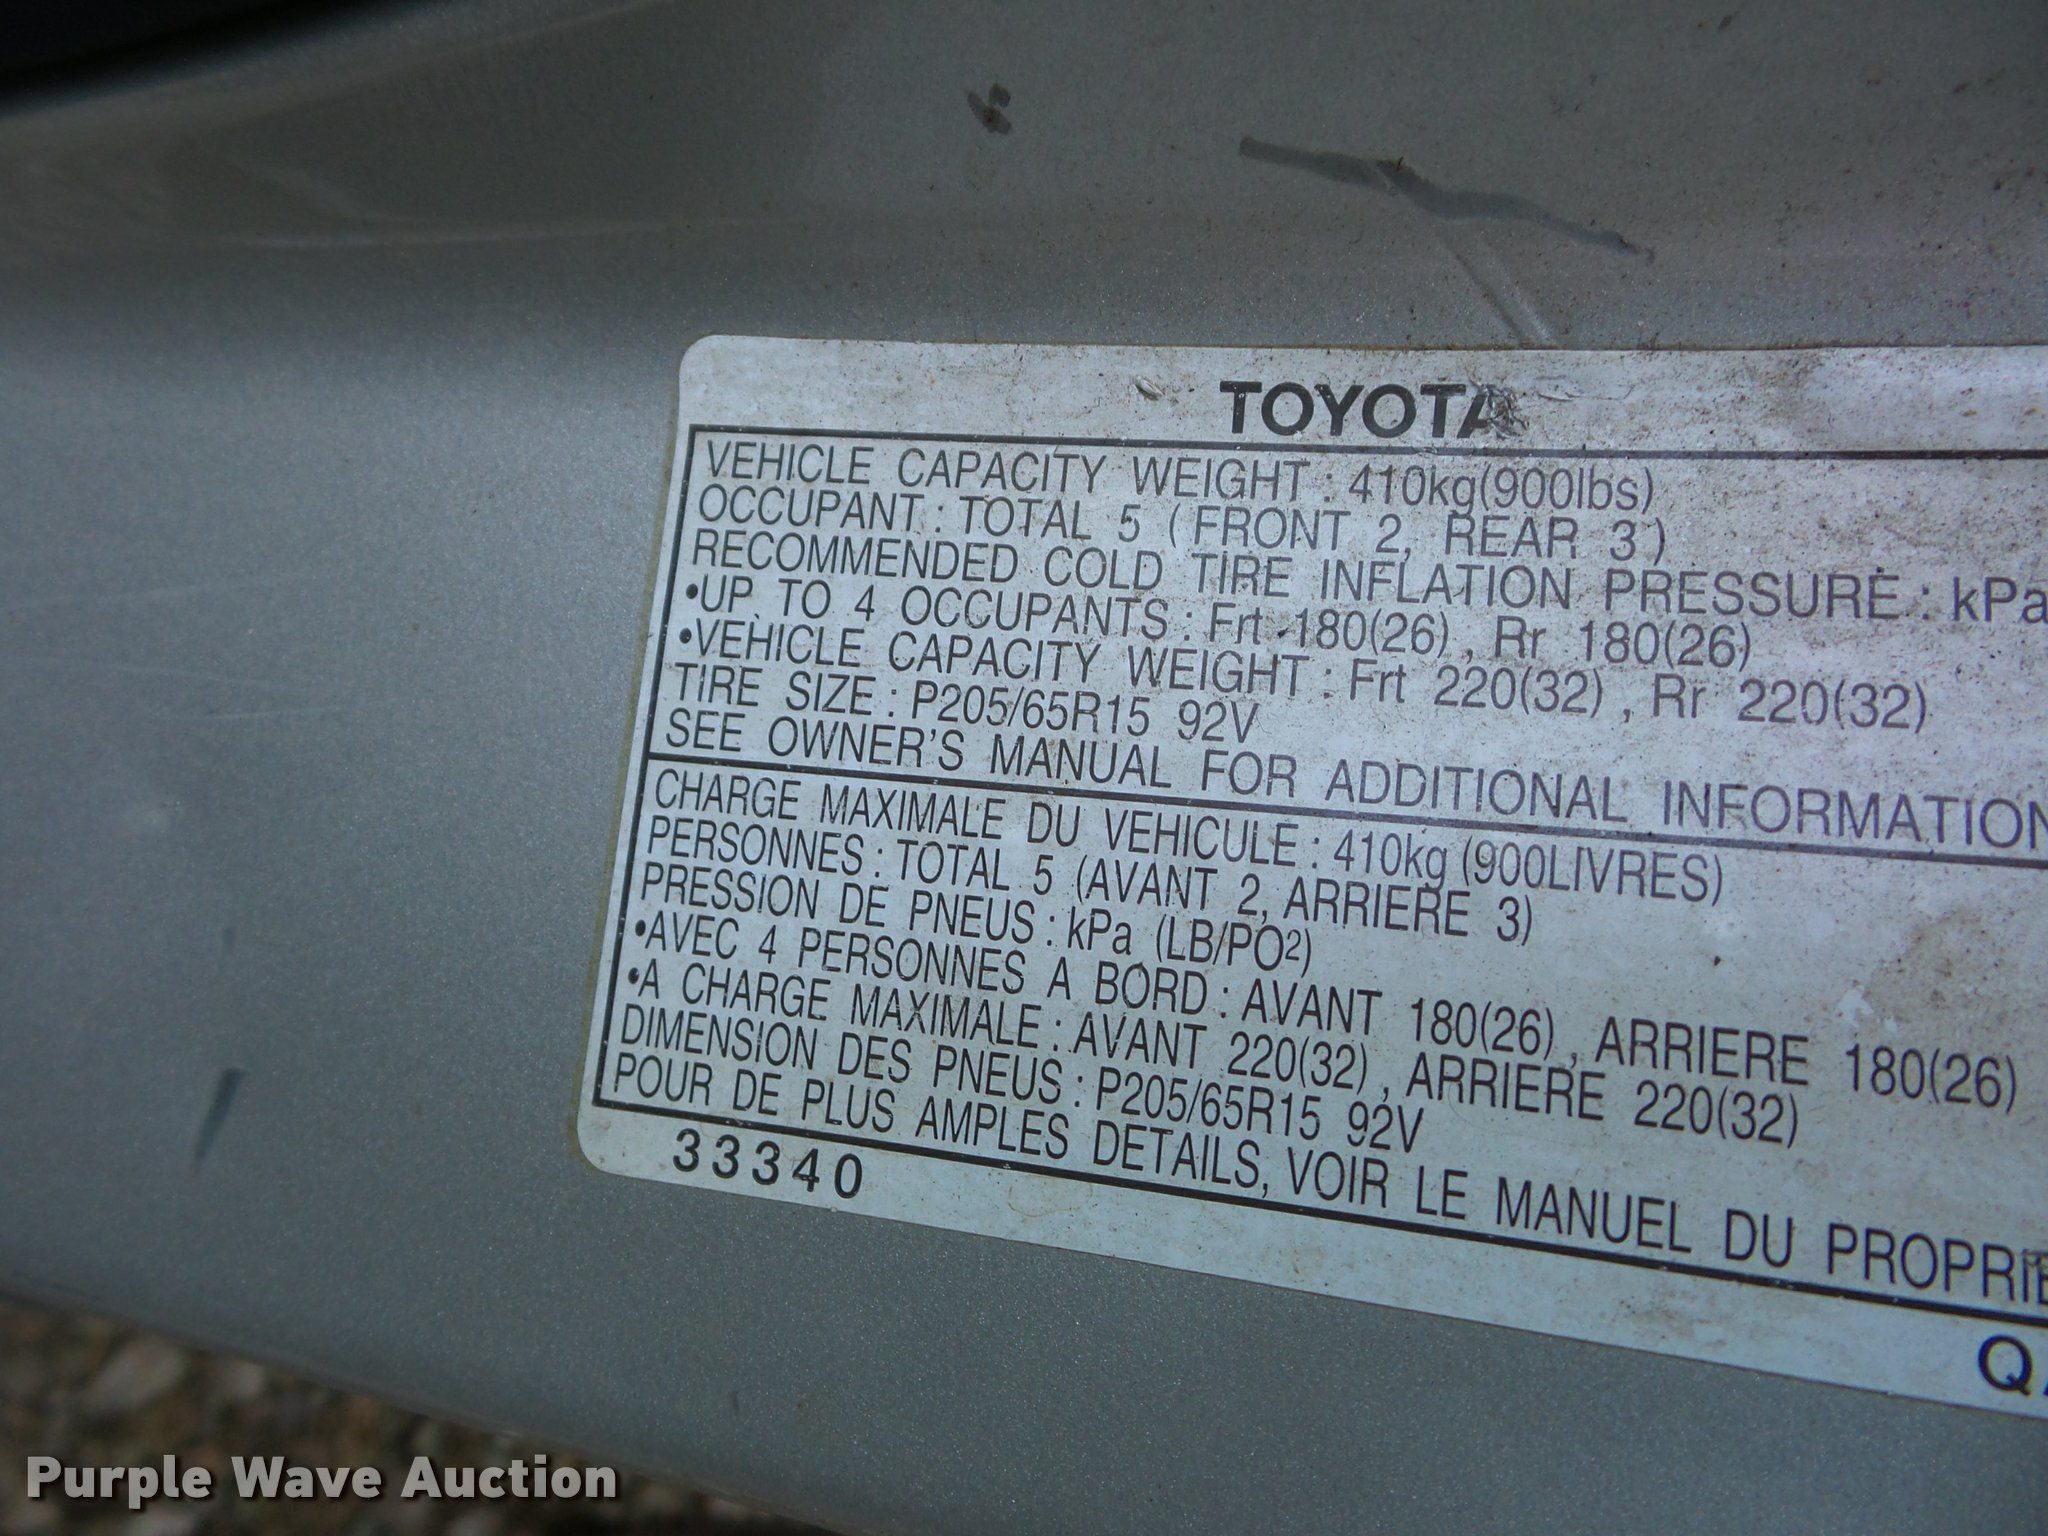 TOYOTA
VEHICLE CAPACITY WEIGHT : 410kg(900lbs)
OCCUPANT : TOTAL 5 ( FRONT 2, REAR 3 )
RECOMMENDED COLD TIRE INFLATION PRESSURE : kPa
•UP TO 4 OCCUPANTS : Frt 180(26) , Rr 180(26)
•VEHICLE CAPACITY WEIGHT : Frt 220(32) , Rr 220(32)
TIRE SIZE : P205/65R15 92V
SEE OWNER'S MANUAL FOR ADDITIONAL INFORMATION
CHARGE MAXIMALE DU VEHICULE : 410kg (900LIVRES)
PERSONNES : TOTAL 5 (AVANT 2, ARRIERE 3)
PRESSION DE PNEUS : kPa (LB/PO²)
•AVEC 4 PERSONNES A BORD : AVANT 180(26) , ARRIERE 180(26)
•A CHARGE MAXIMALE : AVANT 220(32) , ARRIERE 220(32)
DIMENSION DES PNEUS : P205/65R15 92V
POUR DE PLUS AMPLES DETAILS, VOIR LE MANUEL DU PROPRIE
33340
Purple Wave Auction